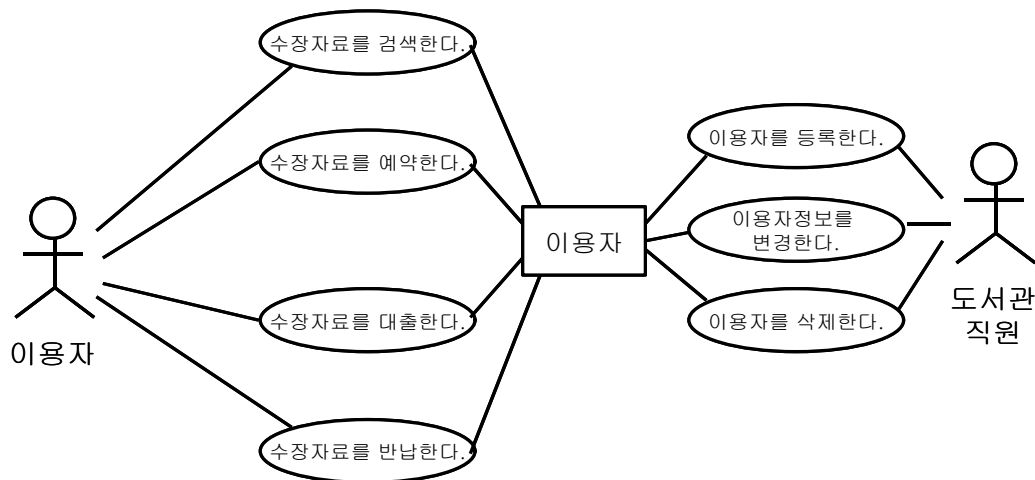 수장자료를 검색한다.
수장자료를 예약한다.
수장자료를 대출한다.
수장자료를 반납한다.
이용자
이용자
이용자를 등록한다.
이용자정보를
변경한다.
이용자를 삭제한다.
도서관
직원